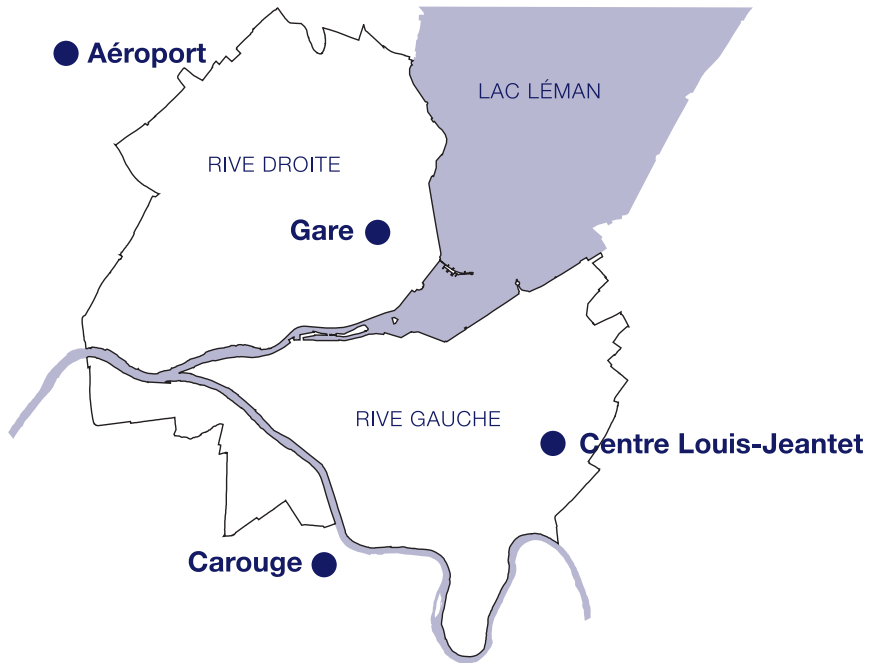 Aéroport
LAC LÉMAN
RIVE DROITE
Gare
RIVE GAUCHE
Centre Louis-Jeantet
Carouge